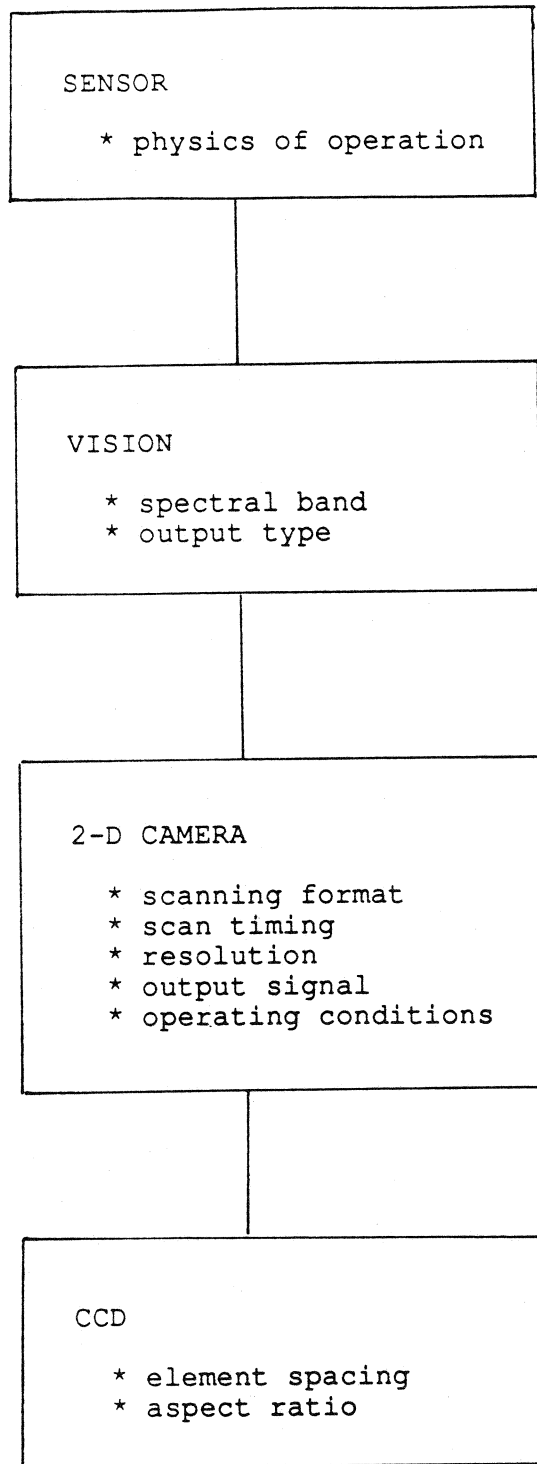 SENSOR
* physics of operation
VISION
* spectral band
* output type
2-D CAMERA
* scanning format
* scan timing
* resolution
* output signal
* operating conditions
CCD
* element spacing
* aspect ratio